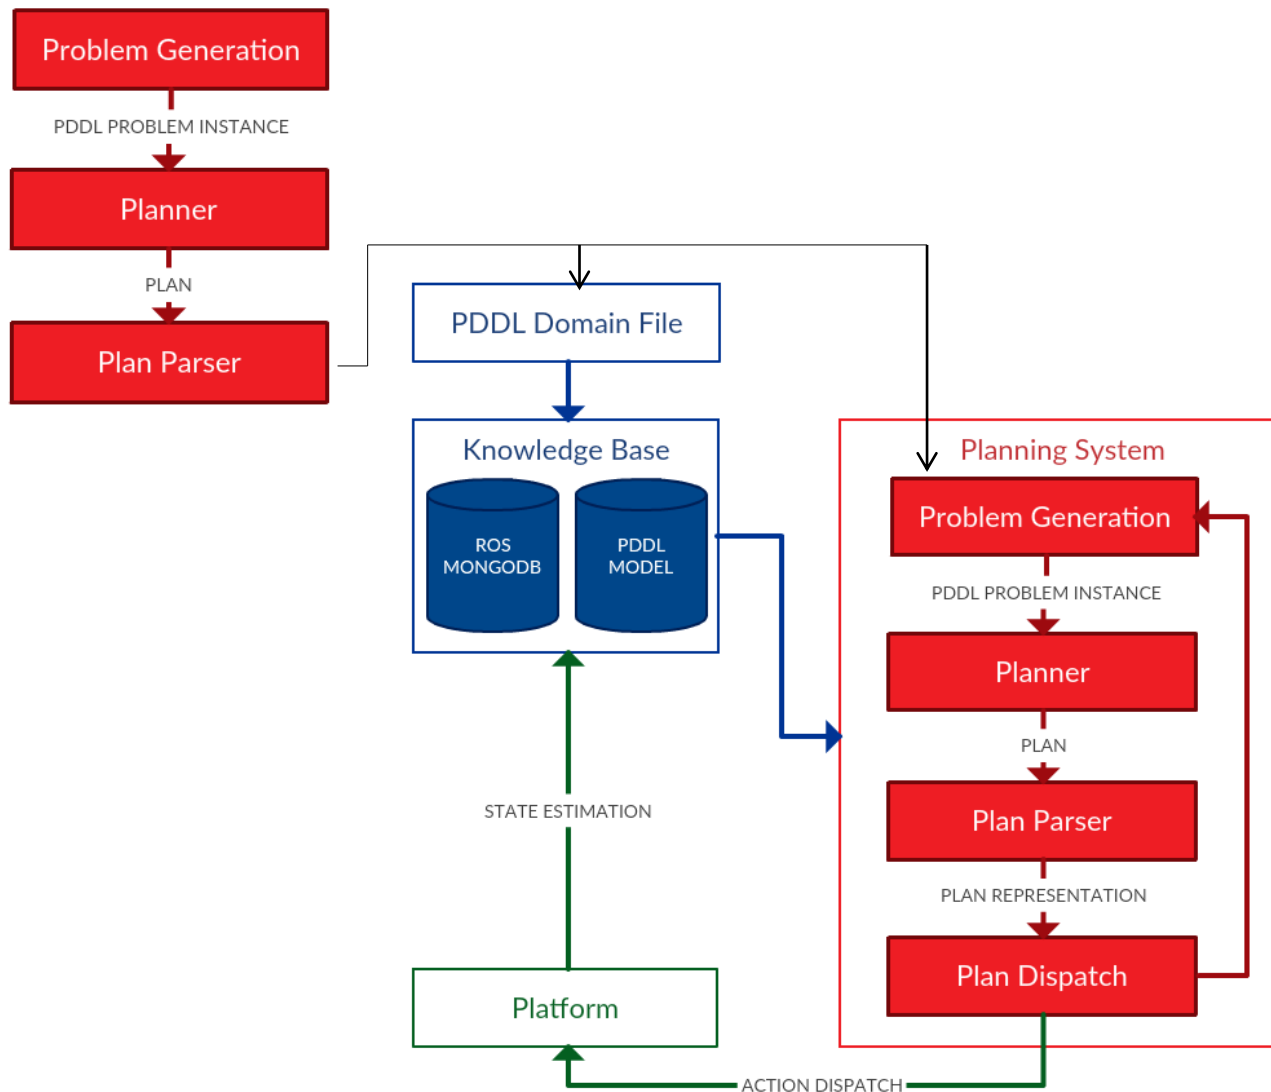 Problem Generation
PDDL PROBLEM INSTANCE
Planner
PLAN
Plan Parser
PDDL Domain File
Knowledge Base
ROS
MONGODB
PDDL
MODEL
STATE ESTIMATION
Platform
ACTION DISPATCH
Planning System
Problem Generation
PDDL PROBLEM INSTANCE
Planner
PLAN
Plan Parser
PLAN REPRESENTATION
Plan Dispatch